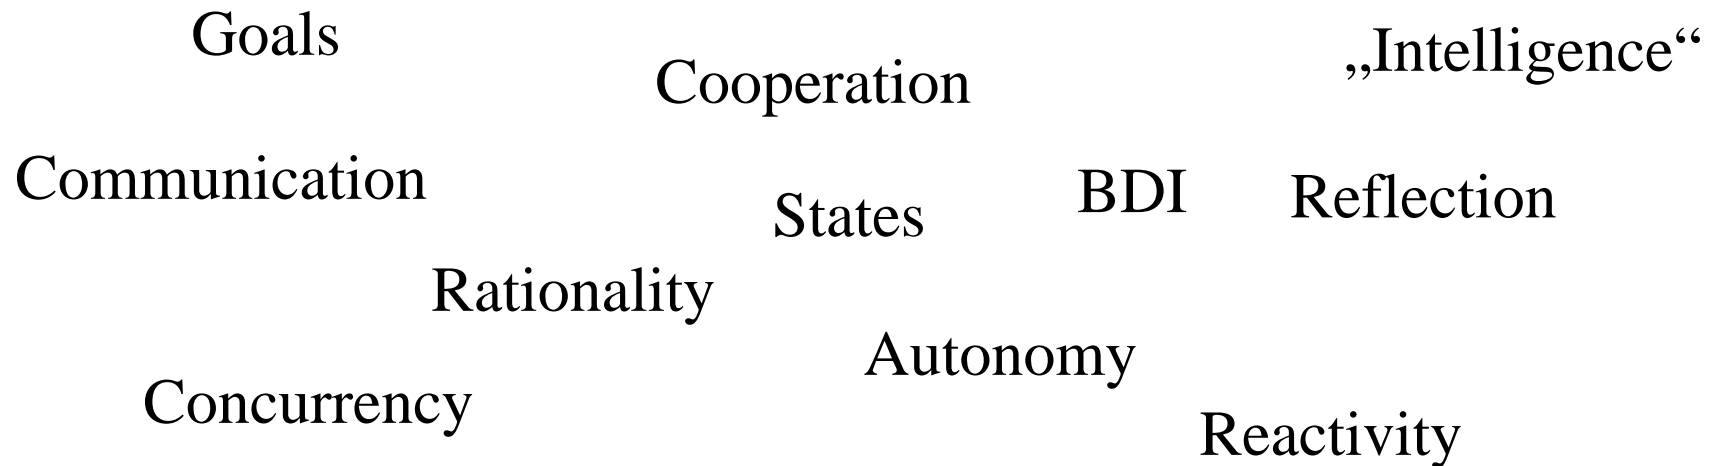 Goals
Cooperation
„Intelligence“
Communication
States
BDI
Reflection
Rationality
Autonomy
Concurrency
Reactivity